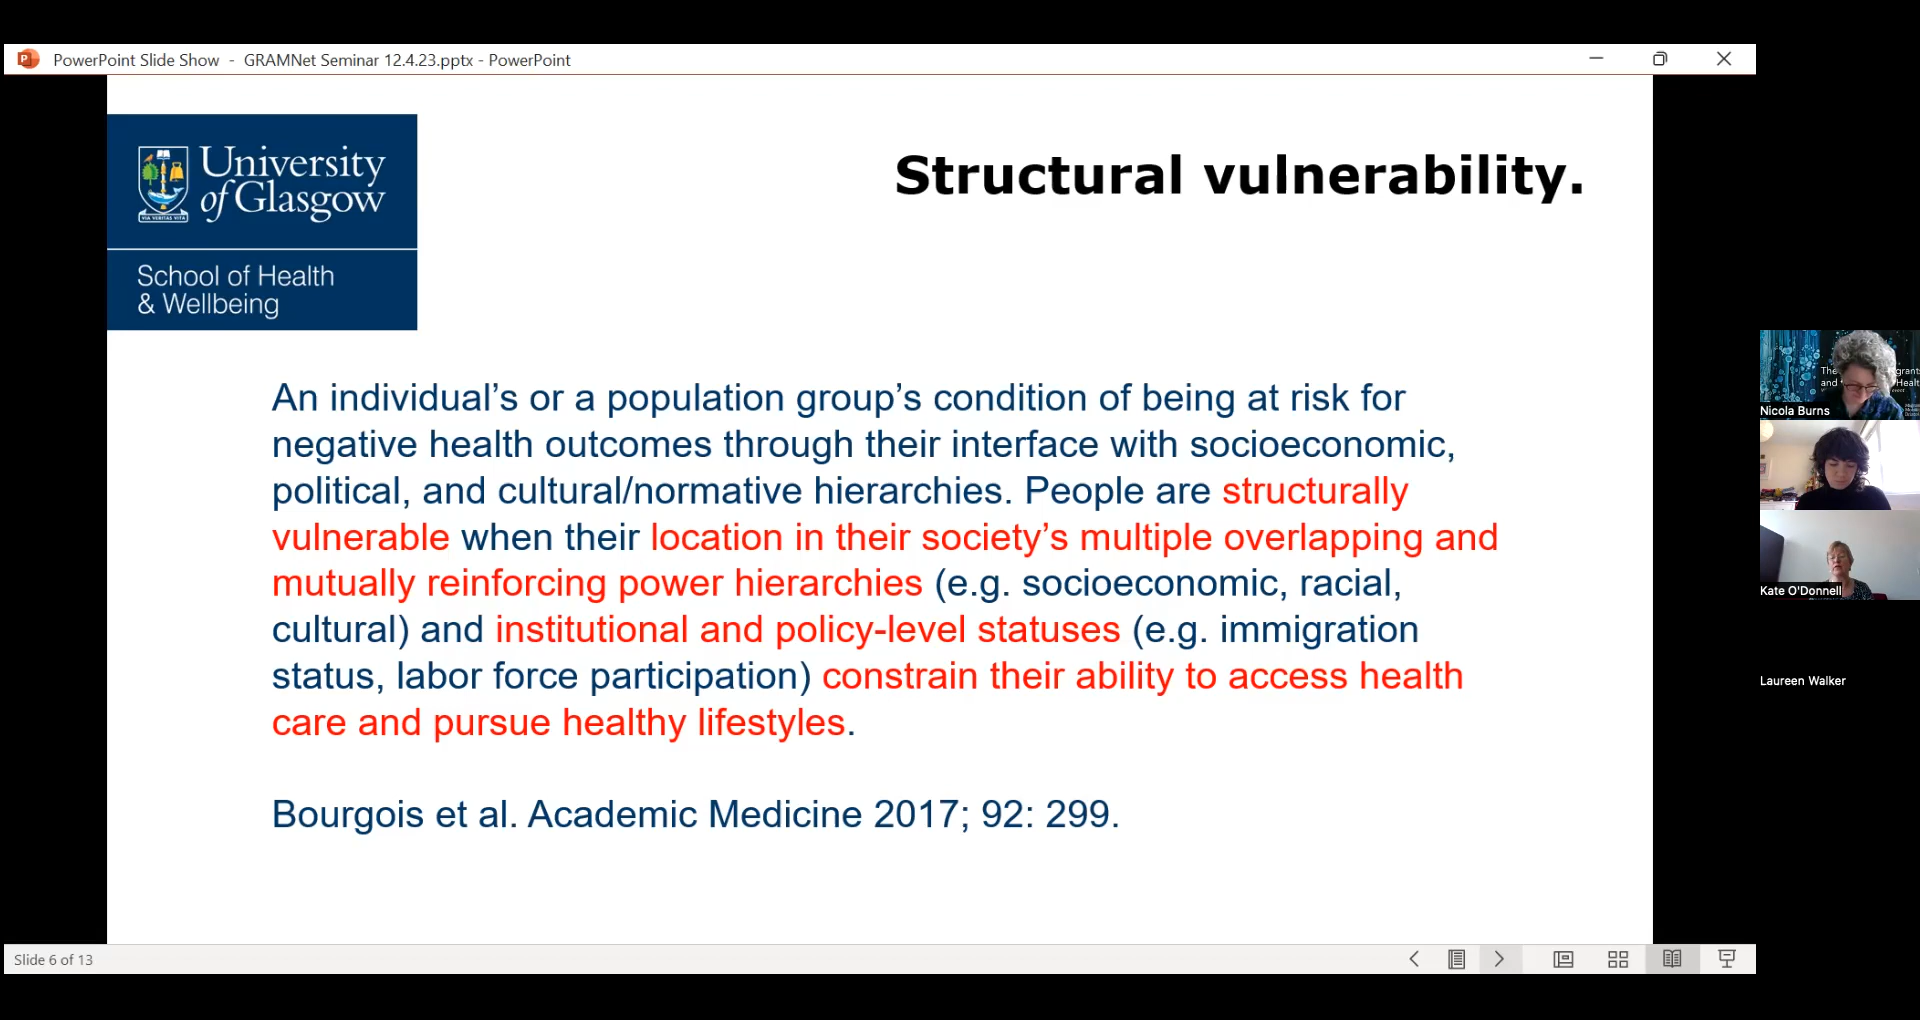 PowerPoint Slide Show - GRAMNet Seminar 12.4.23.pptx - PowerPoint
University
of Glasgow
VIA VERITAS VITA
School of Health
& Wellbeing
Structural vulnerability.
An individual’s or a population group’s condition of being at risk for
negative health outcomes through their interface with socioeconomic,
political, and cultural/normative hierarchies. People are structurally
vulnerable when their location in their society’s multiple overlapping and
mutually reinforcing power hierarchies (e.g. socioeconomic, racial,
cultural) and institutional and policy-level statuses (e.g. immigration
status, labor force participation) constrain their ability to access health
care and pursue healthy lifestyles.
Bourgois et al. Academic Medicine 2017; 92: 299.
Slide 6 of 13
The
and
Nicola Burns
Kate O'Donnell
Laureen Walker